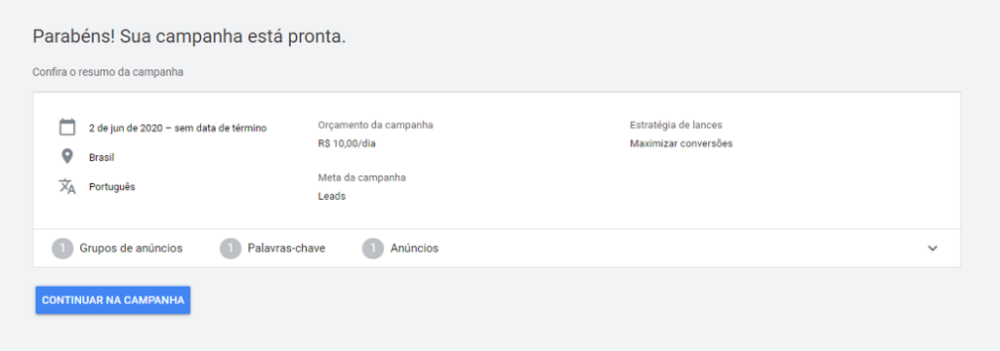 Parabéns! Sua campanha está pronta.
Confira o resumo da campanha
2 de jun de 2020 – sem data de término
Brasil
Português
Orçamento da campanha
R$ 10,00/dia
Meta da campanha
Leads
Estratégia de lances
Maximizar conversões
1 Grupos de anúncios 1 Palavras-chave 1 Anúncios
CONTINUAR NA CAMPANHA